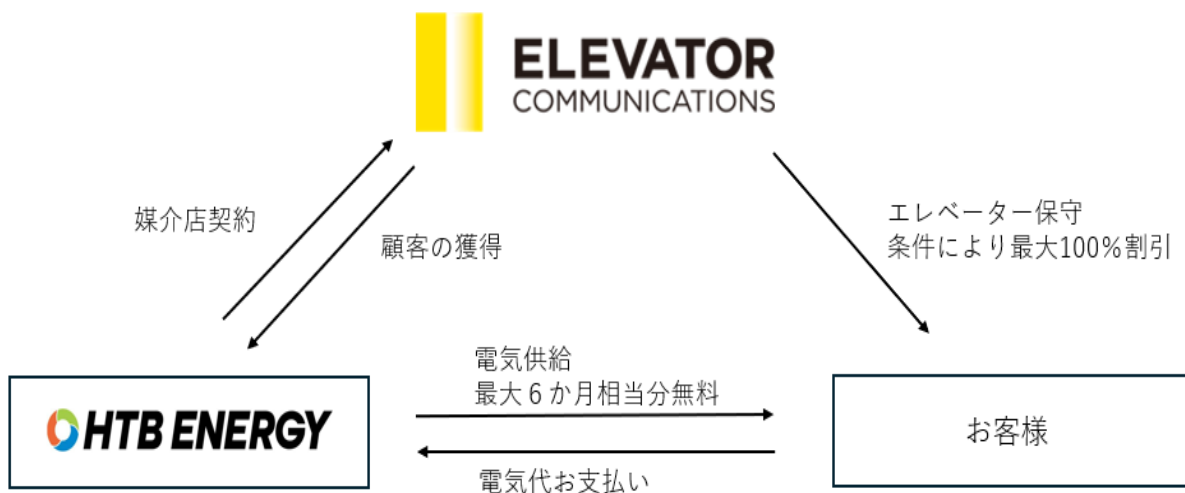 ELEVATOR
COMMUNICATIONS
媒介店契約
顧客の獲得
エレベーター保守
条件により最大100%割引
電気供給
最大６か月相当分無料
HTB ENERGY
お客様
電気代お支払い